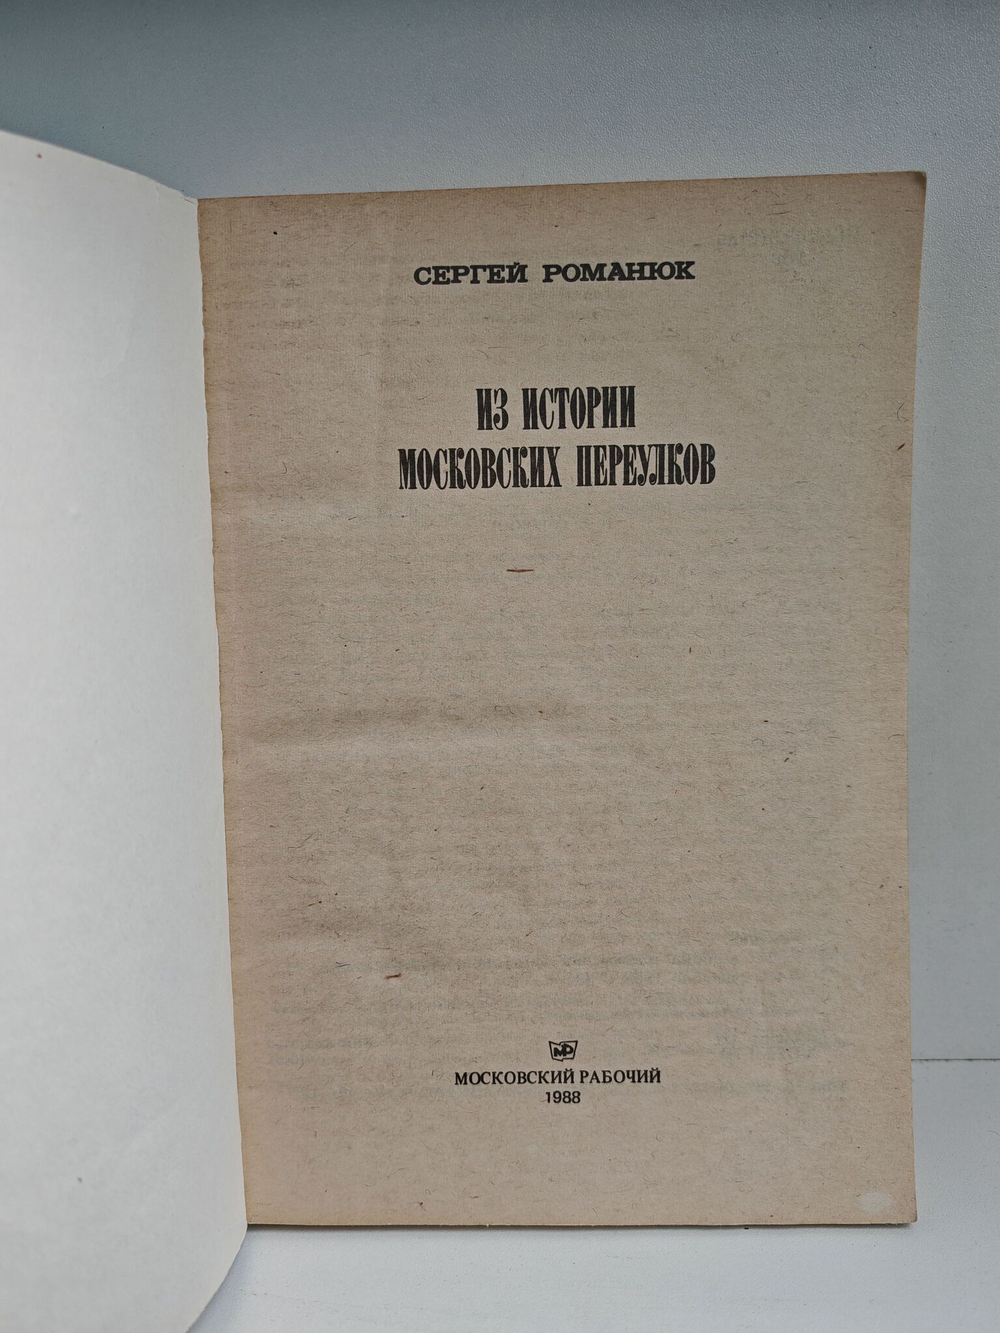 СЕРГЕЙ РОМАНЮК
ИЗ ИСТОРИИ
МОСКОВСКИХ ПЕРЕУЛКОВ
МР
МОСКОВСКИЙ РАБОЧИЙ
1988